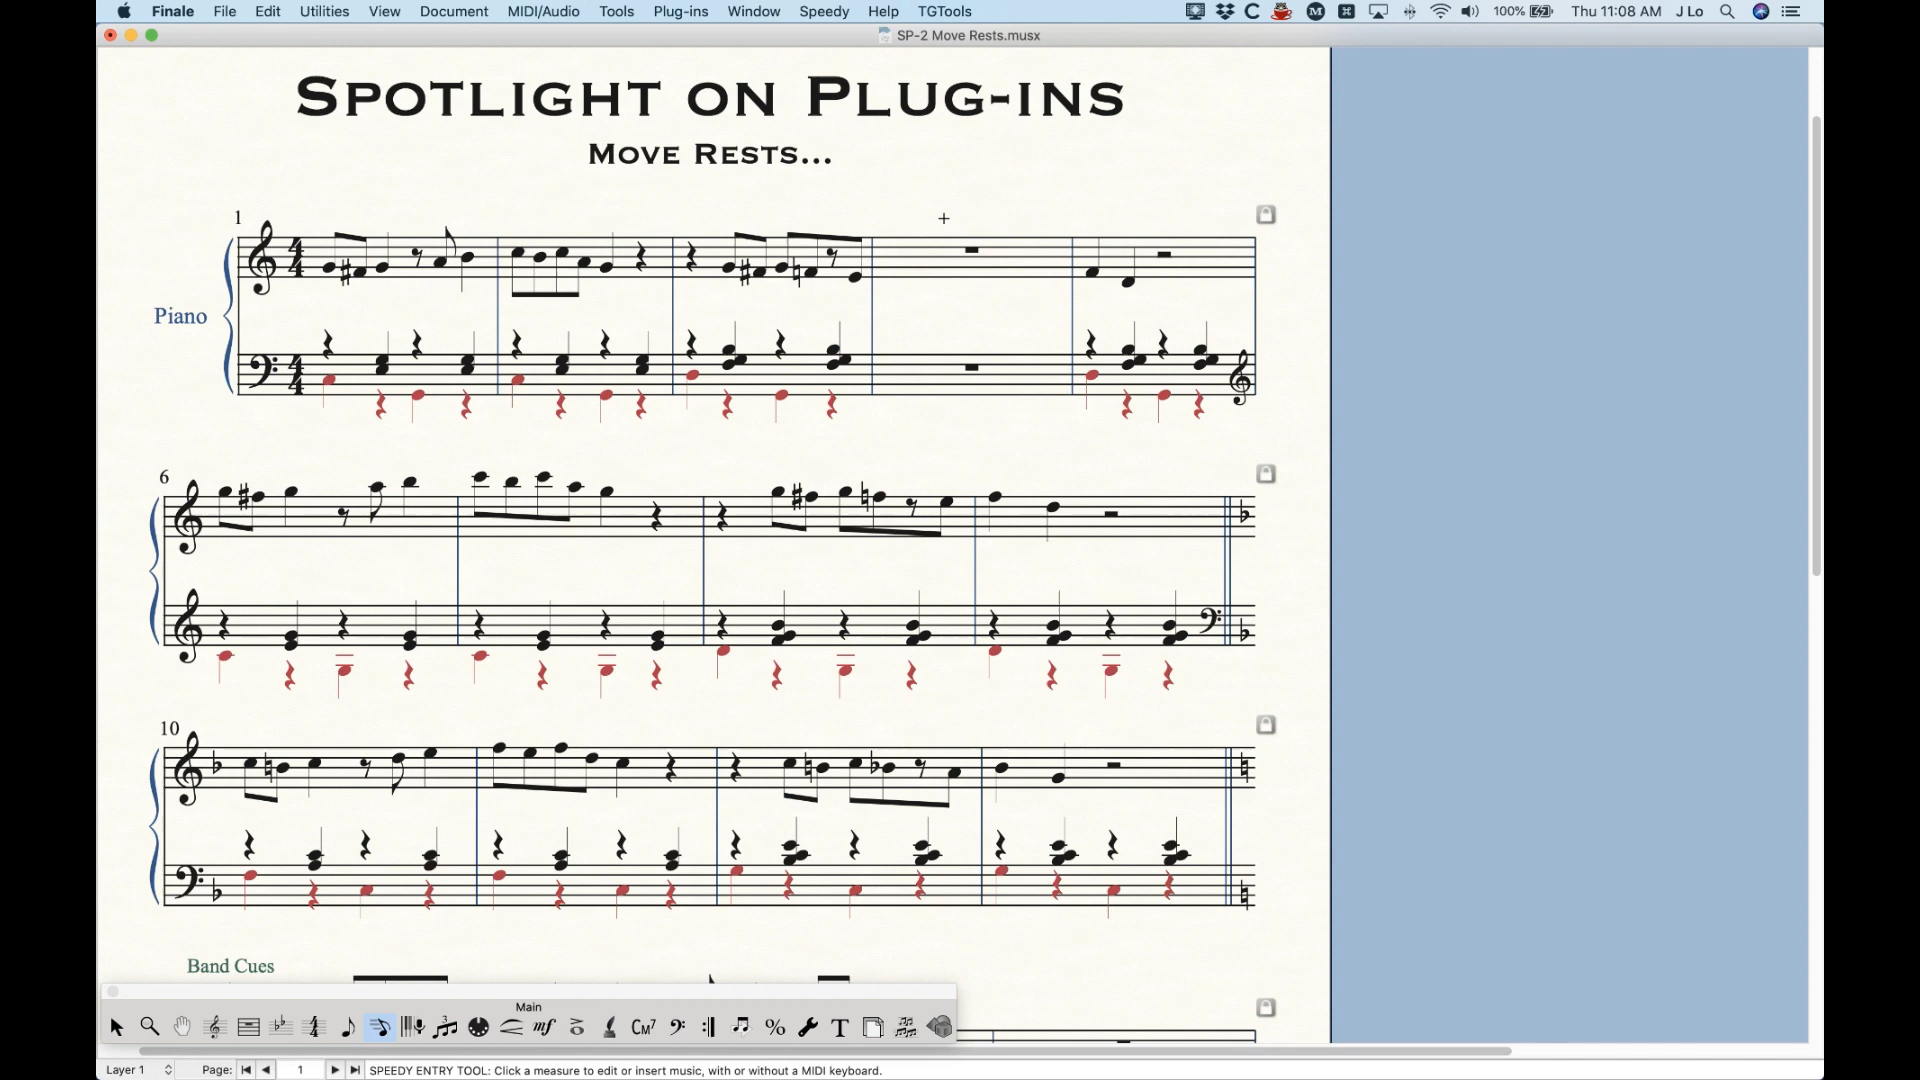 Finale File Edit Utilities View Document MIDI/Audio Tools Plug-ins Window Speedy Help TGTools 100% Thu 11:08 AM J Lo
SP-2 Move Rests.musx
SPOTLIGHT ON PLUG-INS
MOVE RESTS...
1
Piano
6
10
Band Cues
Main
CM7
T
Layer 1 Page: 1 SPEEDY ENTRY TOOL: Click a measure to edit or insert music, with or without a MIDI keyboard.